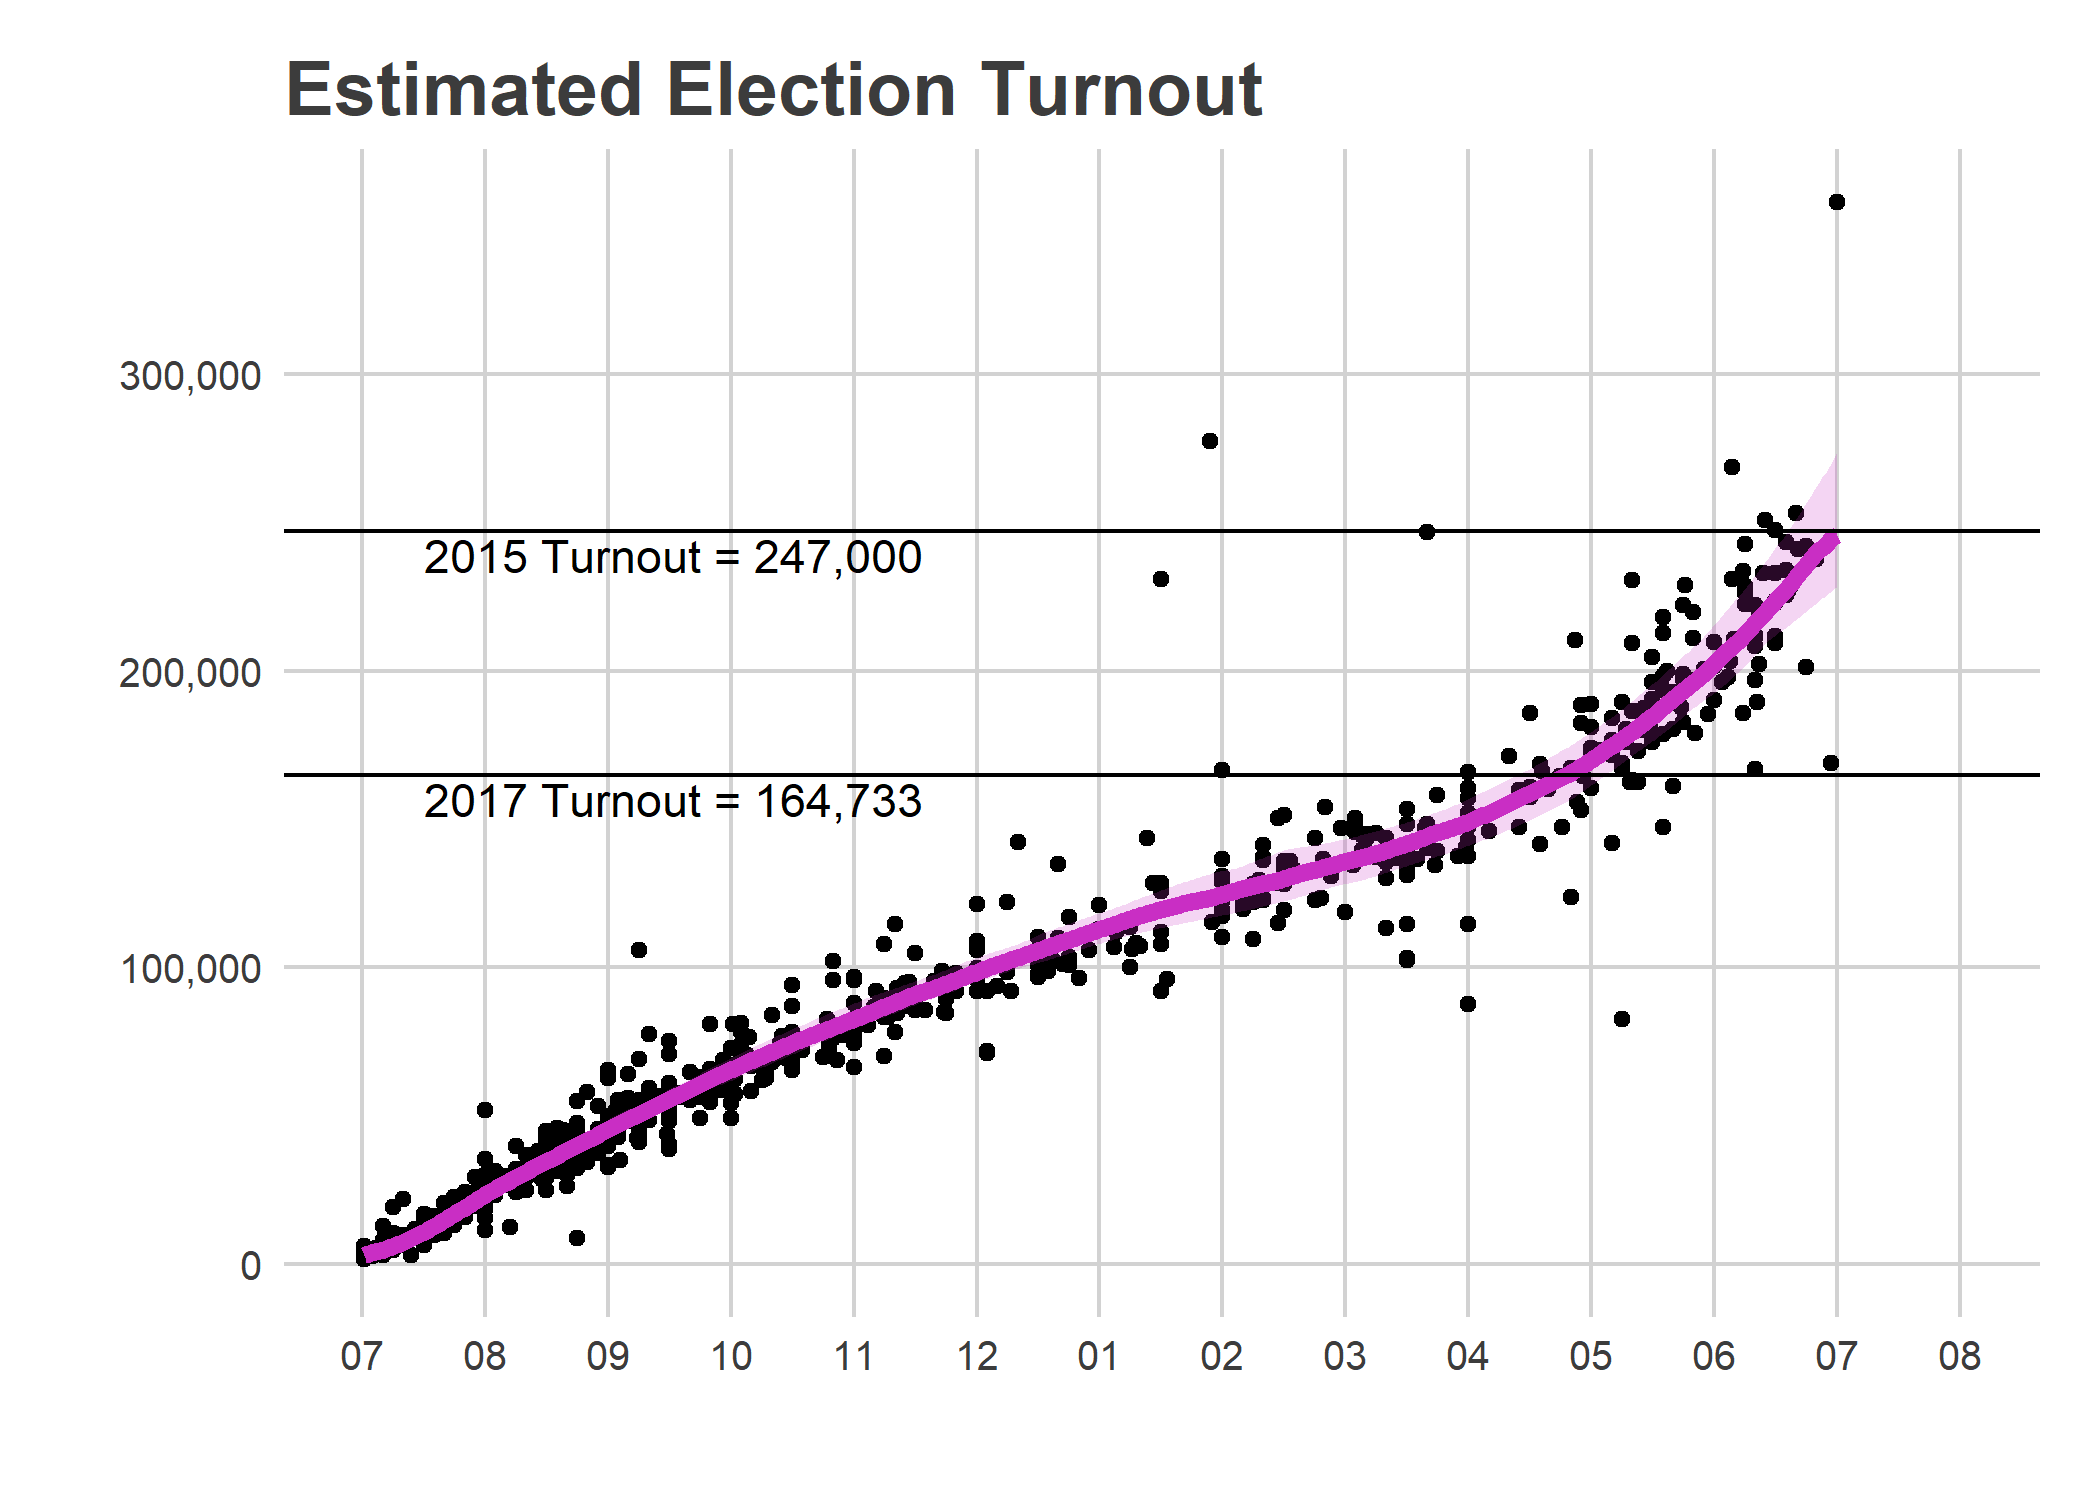 Estimated Election Turnout
300,000
2015 Turnout = 247,000
200,000
2017 Turnout = 164,733
100,000
0
07 08 09 10 11 12 01 02 03 04 05 06 07 08